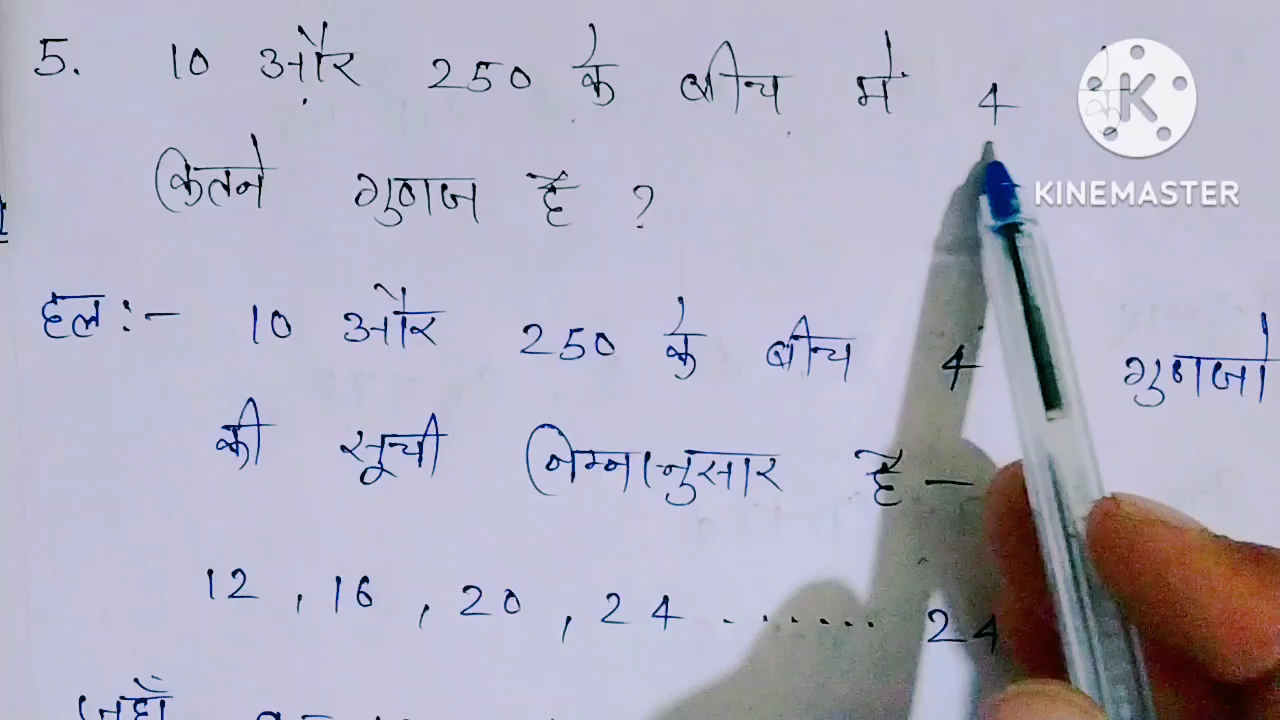 5. 10 और 250 के बीच में 4
कितने गुणज है ?
हल :- 10 और 250 के बीच 4 गुणजो
की सूची निम्नानुसार है -
12 , 16 , 20 , 24 ....... 24
जहाँ
KINEMASTER